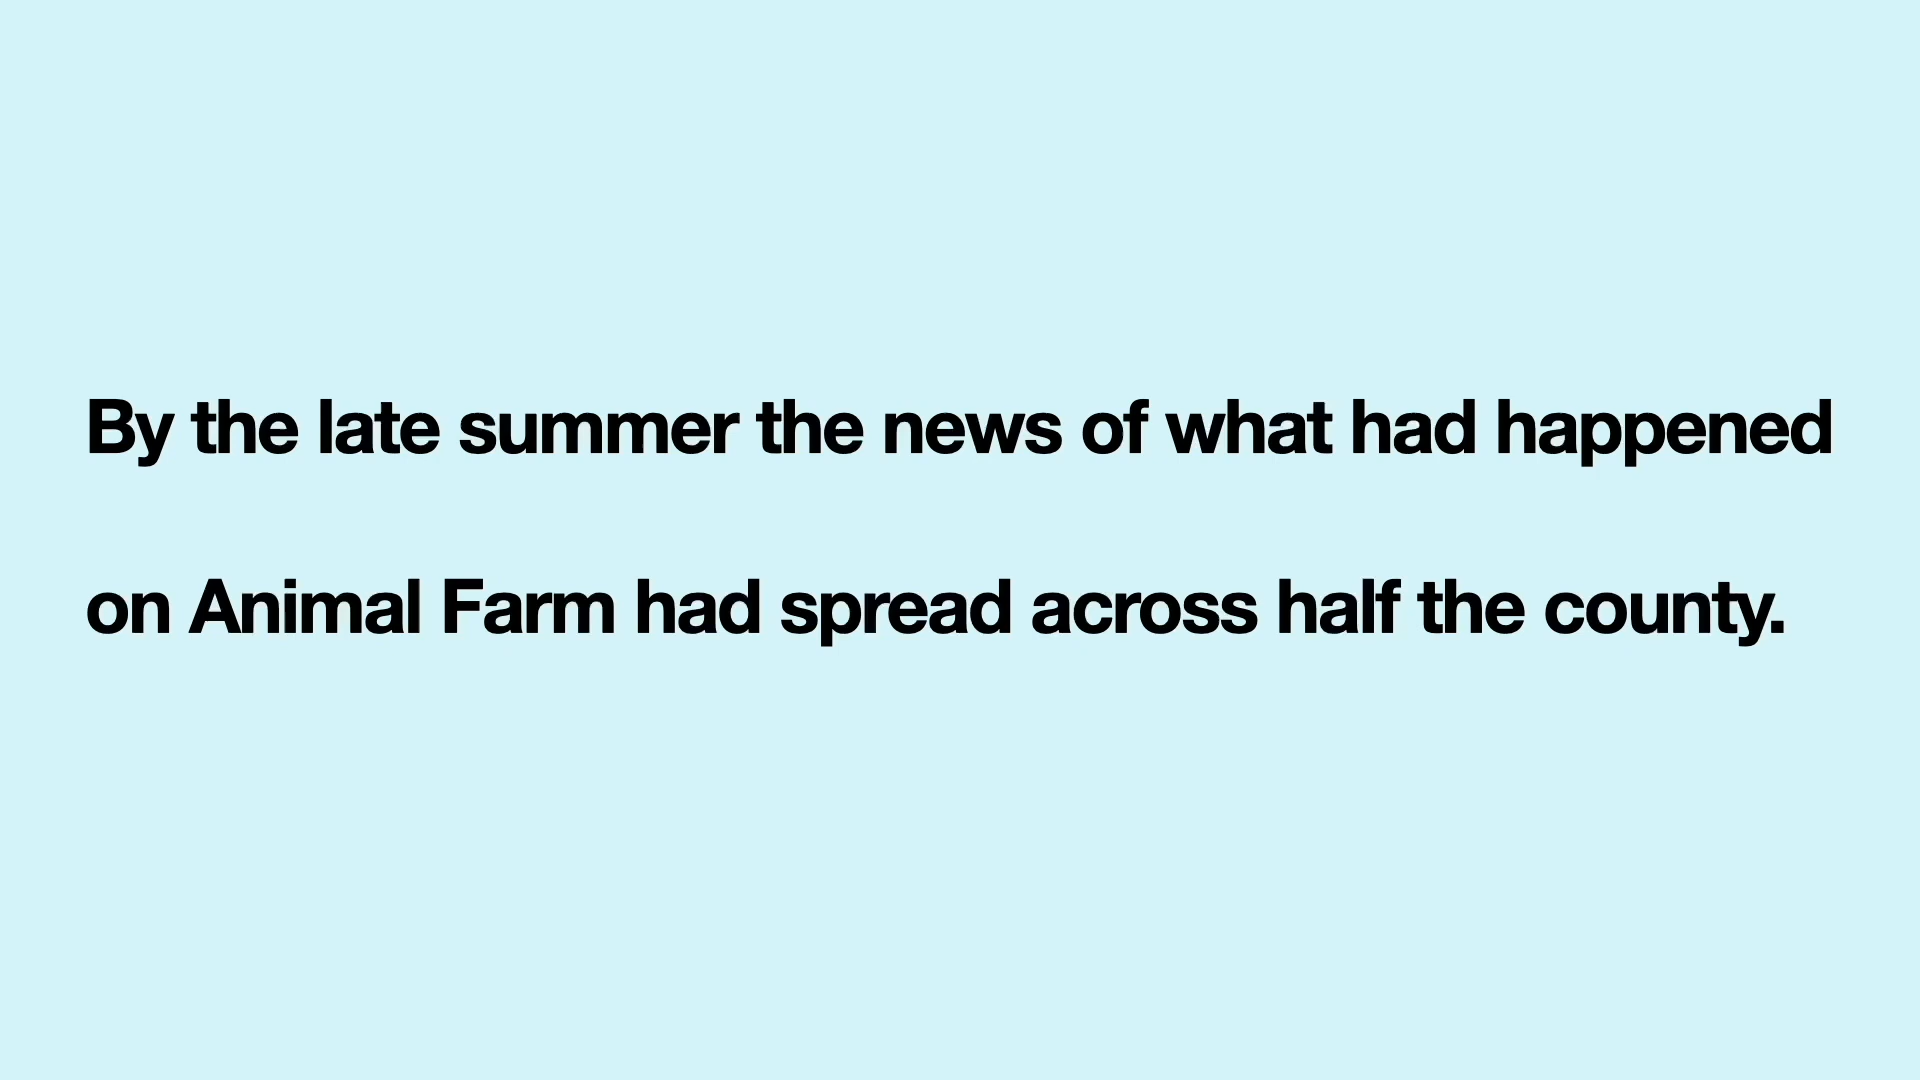 By the late summer the news of what had happened
on Animal Farm had spread across half the county.